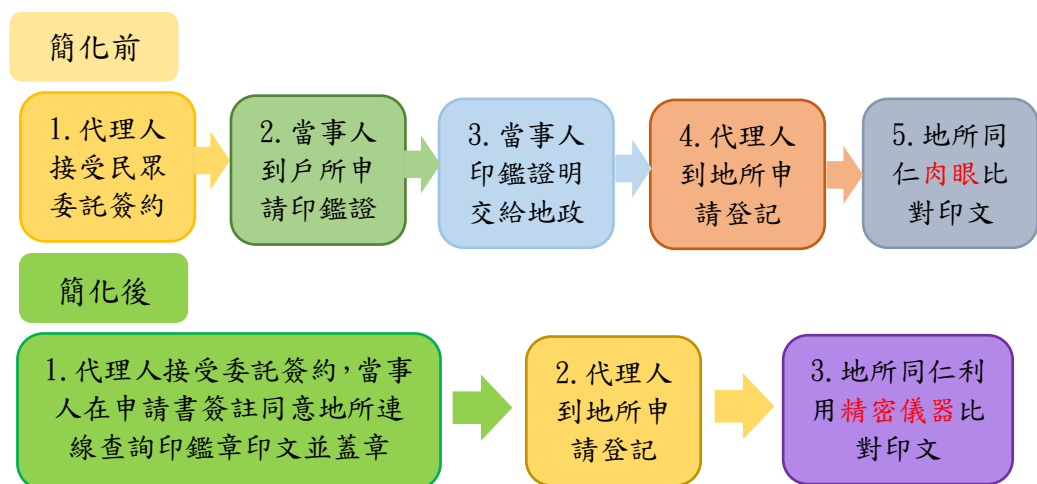 簡化前
1.代理人
接受民眾
委託簽約
2.當事人
到戶所申
請印鑑證
3.當事人
印鑑證明
交給地政
4.代理人
到地所申
請登記
5.地所同
仁肉眼比
對印文
簡化後
1.代理人接受委託簽約，當事
人在申請書簽註同意地所連
線查詢印鑑章印文並蓋章
2.代理人
到地所申
請登記
3.地所同仁利
用精密儀器比
對印文